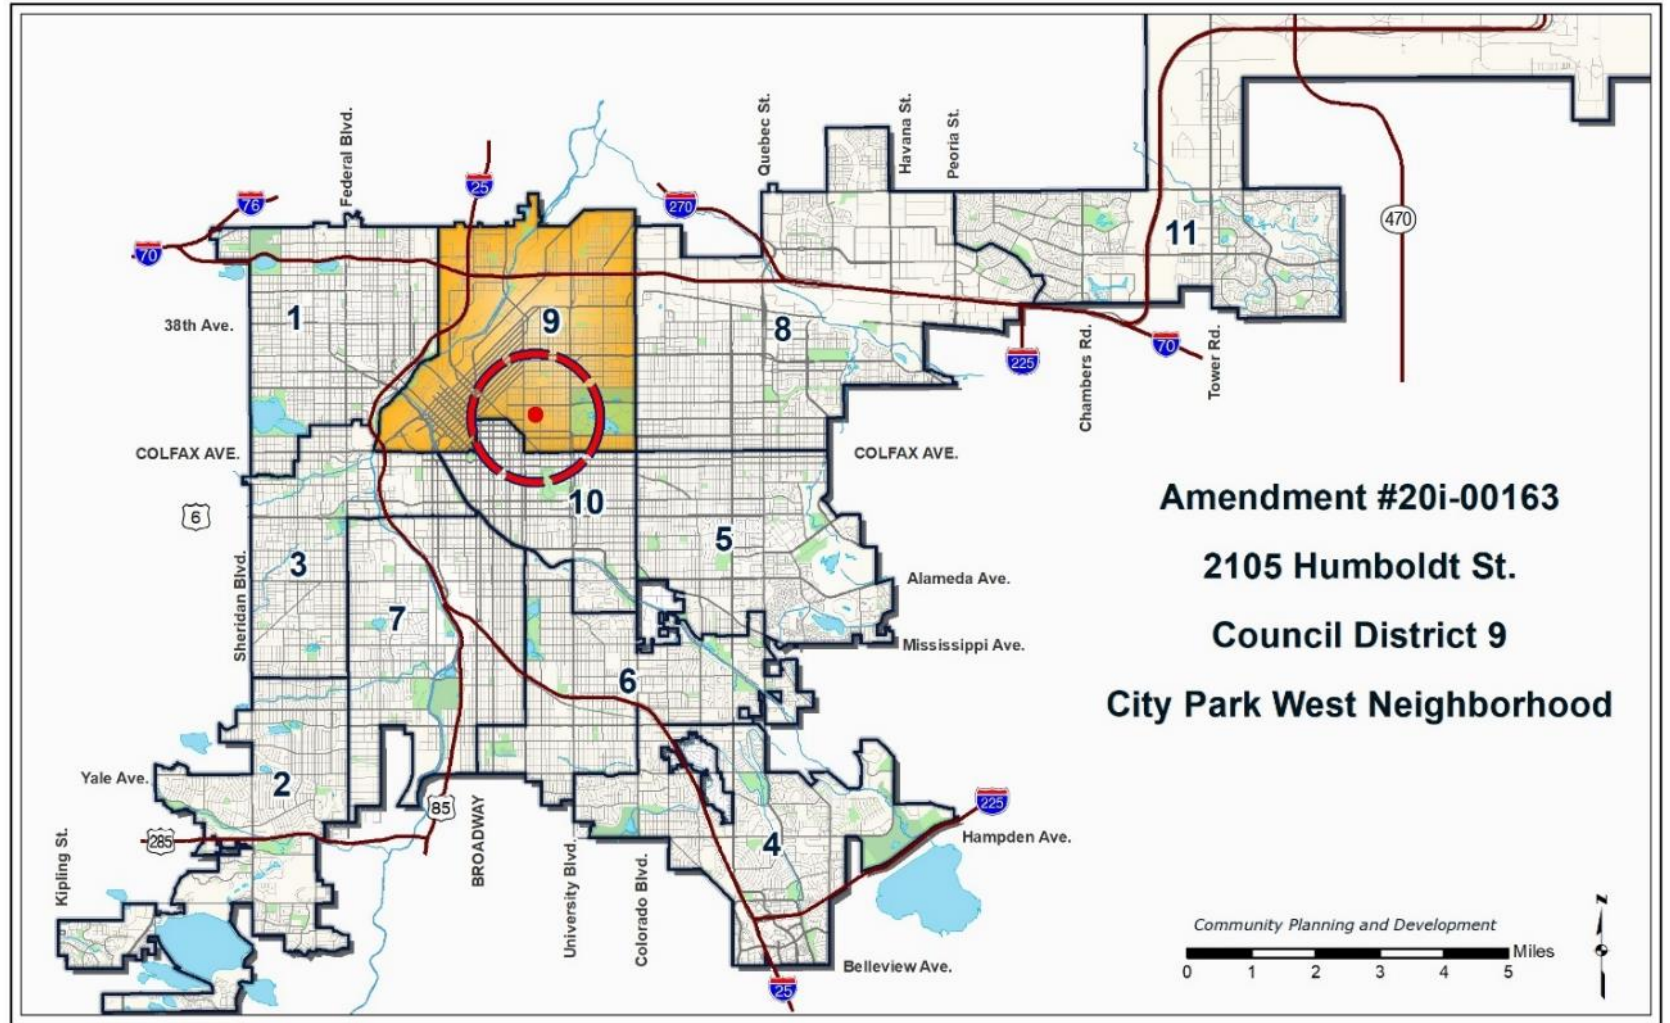 Federal Blvd.
Quebec St.
Havana St.
Peoria St.
25
76
270
70
470
11
1
38th Ave.
9
8
225
70
Chambers Rd.
Tower Rd.
COLFAX AVE.
COLFAX AVE.
10
6
Amendment #20i-00163
2105 Humboldt St.
Council District 9
City Park West Neighborhood
3
5
Sheridan Blvd.
Alameda Ave.
7
Mississippi Ave.
6
Yale Ave.
2
85
285
225
4
Hampden Ave.
Kipling St.
BROADWAY
University Blvd.
Colorado Blvd.
Belleview Ave.
25
Community Planning and Development
Miles
0 1 2 3 4 5
N